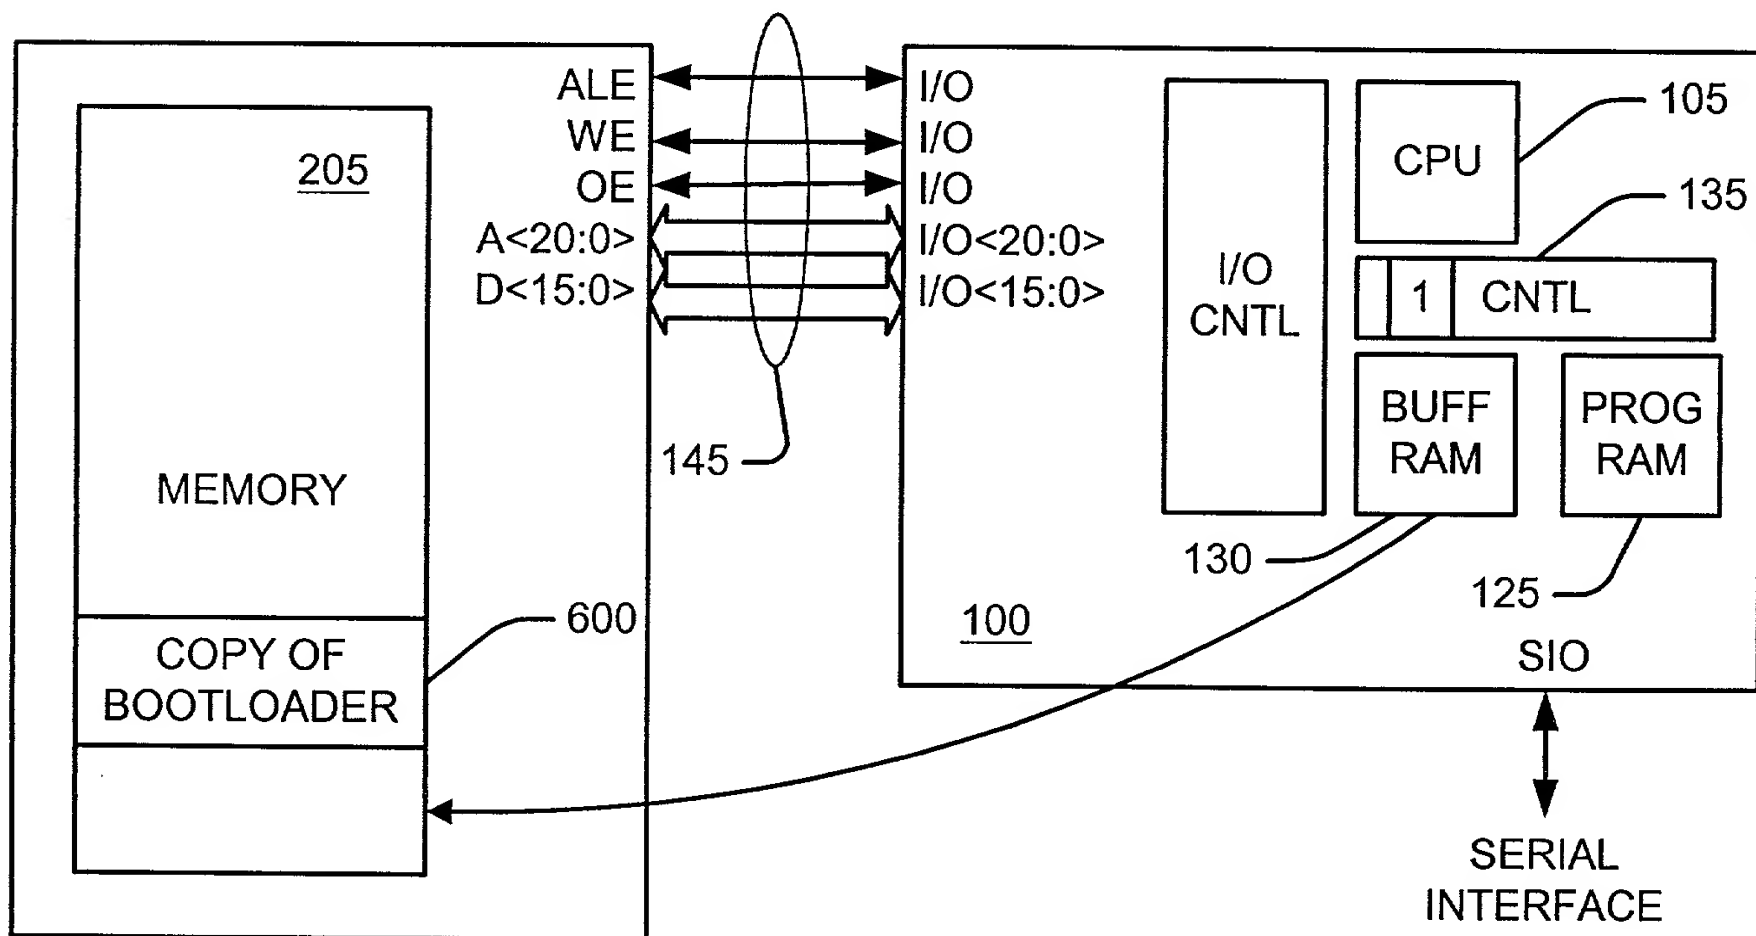 ALE
WE
OE
A<20:0>
D<15:0>
205
MEMORY
COPY OF
BOOTLOADER
600
145
I/O
I/O
I/O
I/O<20:0>
I/O<15:0>
I/O
CNTL
CPU
105
135
1 CNTL
BUFF
RAM
PROG
RAM
130
125
100
SIO
SERIAL
INTERFACE